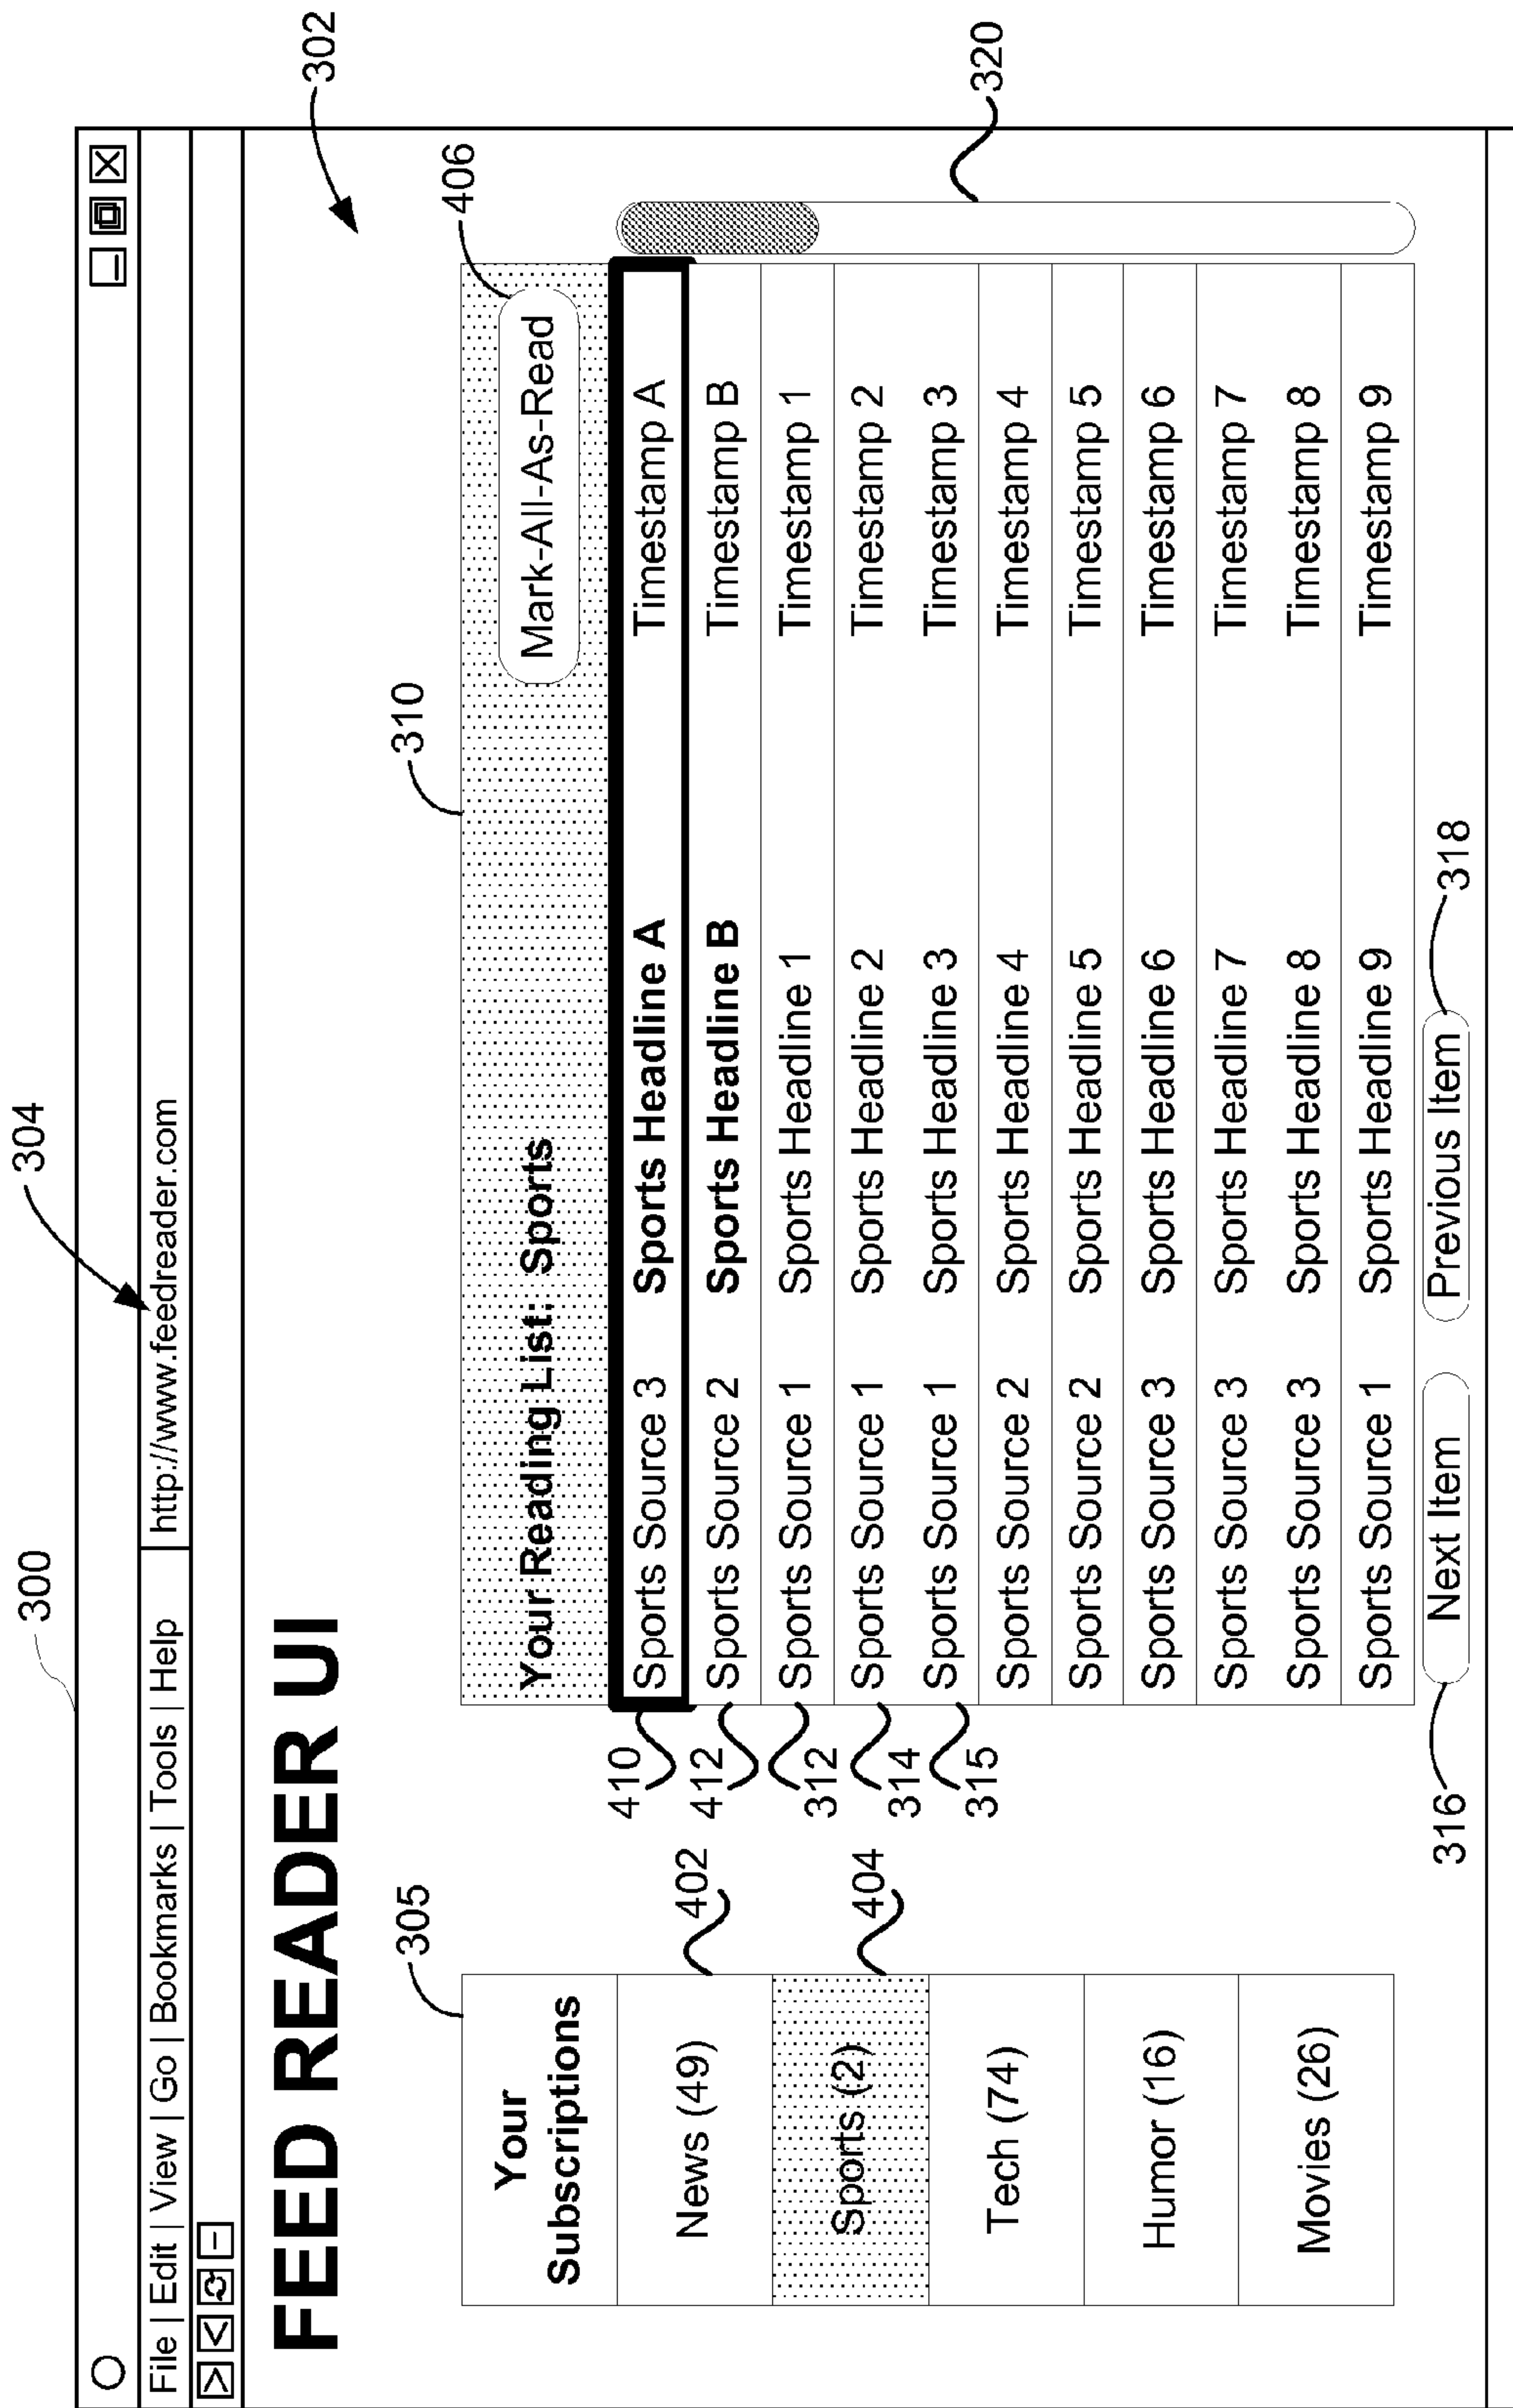 300
304
302
File | Edit | View | Go | Bookmarks | Tools | Help
http://www.feedreader.com
FEED READER UI
305
310
406
Your
Subscriptions
News (49)
402
Sports (2)
404
Tech (74)
Humor (16)
Movies (26)
Your Reading List: Sports
Mark-All-As-Read
410
Sports Source 3 Sports Headline A Timestamp A
412
Sports Source 2 Sports Headline B Timestamp B
312
Sports Source 1 Sports Headline 1 Timestamp 1
314
Sports Source 1 Sports Headline 2 Timestamp 2
315
Sports Source 1 Sports Headline 3 Timestamp 3
Sports Source 2 Sports Headline 4 Timestamp 4
Sports Source 2 Sports Headline 5 Timestamp 5
Sports Source 3 Sports Headline 6 Timestamp 6
Sports Source 3 Sports Headline 7 Timestamp 7
Sports Source 3 Sports Headline 8 Timestamp 8
Sports Source 1 Sports Headline 9 Timestamp 9
320
316
Next Item
Previous Item
318